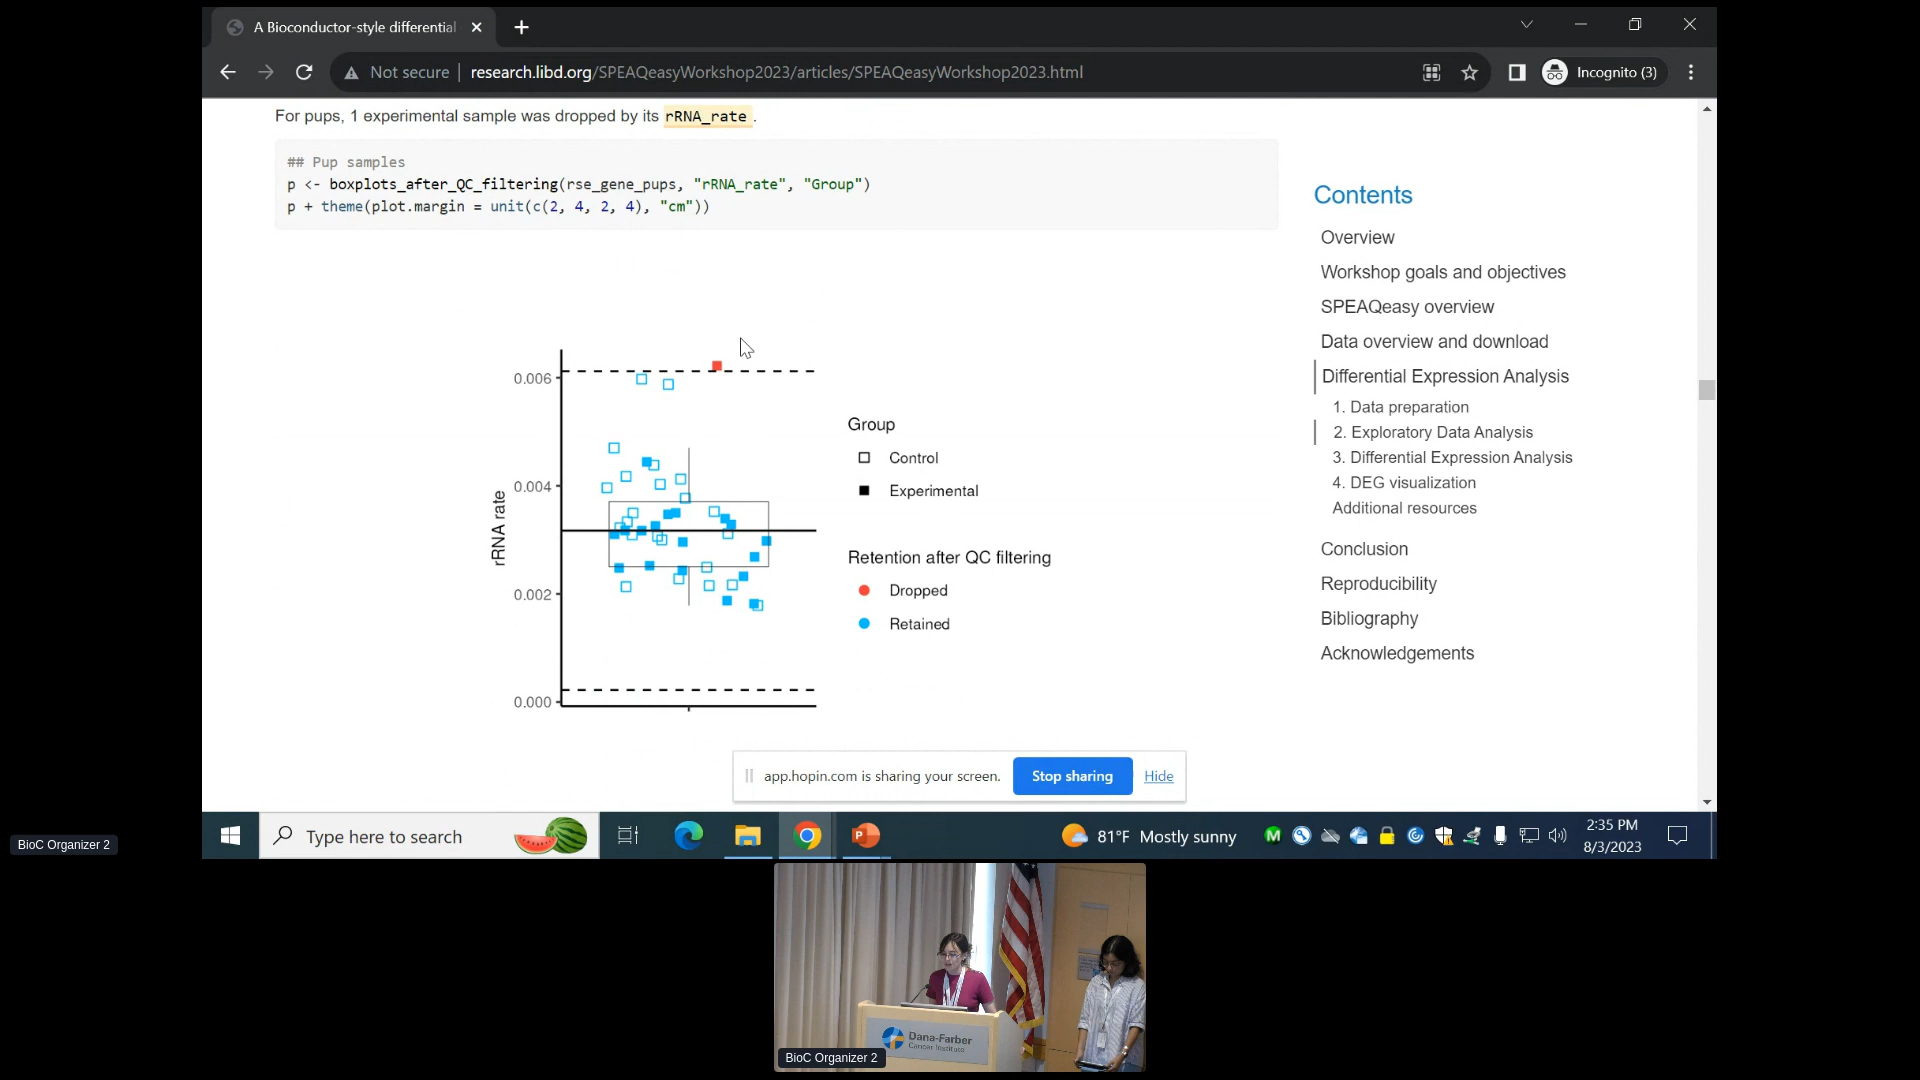 A Bioconductor-style differential
Not secure | research.libd.org/SPEAQeasyWorkshop2023/articles/SPEAQeasyWorkshop2023.html
Incognito (3)
For pups, 1 experimental sample was dropped by its rRNA_rate .
## Pup samples
p <- boxplots_after_QC_filtering(rse_gene_pups, "rRNA_rate", "Group")
p + theme(plot.margin = unit(c(2, 4, 2, 4), "cm"))
0.006
0.004
0.002
0.000
rRNA rate
Group
Control
Experimental
Retention after QC filtering
Dropped
Retained
Contents
Overview
Workshop goals and objectives
SPEAQeasy overview
Data overview and download
Differential Expression Analysis
1. Data preparation
2. Exploratory Data Analysis
3. Differential Expression Analysis
4. DEG visualization
Additional resources
Conclusion
Reproducibility
Bibliography
Acknowledgements
app.hopin.com is sharing your screen.
Stop sharing
Hide
Type here to search
81°F Mostly sunny
2:35 PM
8/3/2023
BioC Organizer 2
Dana-Farber
Cancer Institute
BioC Organizer 2